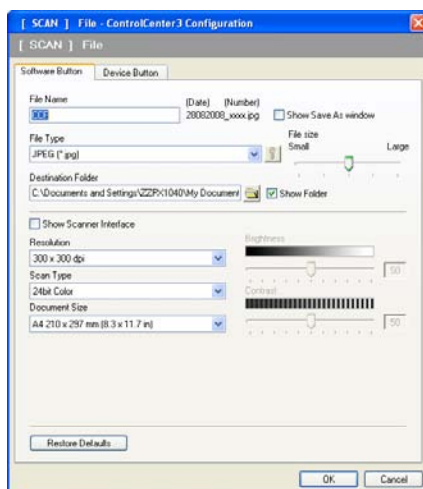 [ SCAN ] File - ControlCenter3 Configuration
[ SCAN ] File
Software Button Device Button
File Name (Date) (Number)
CCF 20082008_xxxx.jpg Show Save As window
File Type File size
Small Large
JPEG (*.jpg)
Destination Folder
C:\Documents and Settings\ZZRX1040\My Document Show Folder
Show Scanner Interface
Resolution Brightness
300 x 300 dpi
50
Scan Type
24bit Color Contrast
Document Size
A4 210 x 297 mm (8.3 x 11.7 in) 50
Restore Defaults
OK Cancel